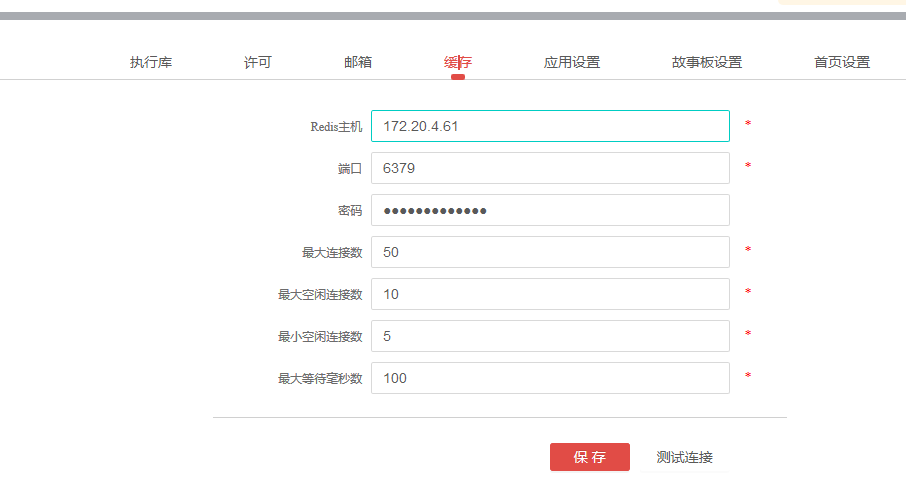 执行库 许可 邮箱 缓存 应用设置 故事板设置 首页设置
Redis主机 172.20.4.61 *
端口 6379 *
密码 •••••••••••••
最大连接数 50 *
最大空闲连接数 10 *
最小空闲连接数 5 *
最大等待毫秒数 100 *
保 存 测试连接